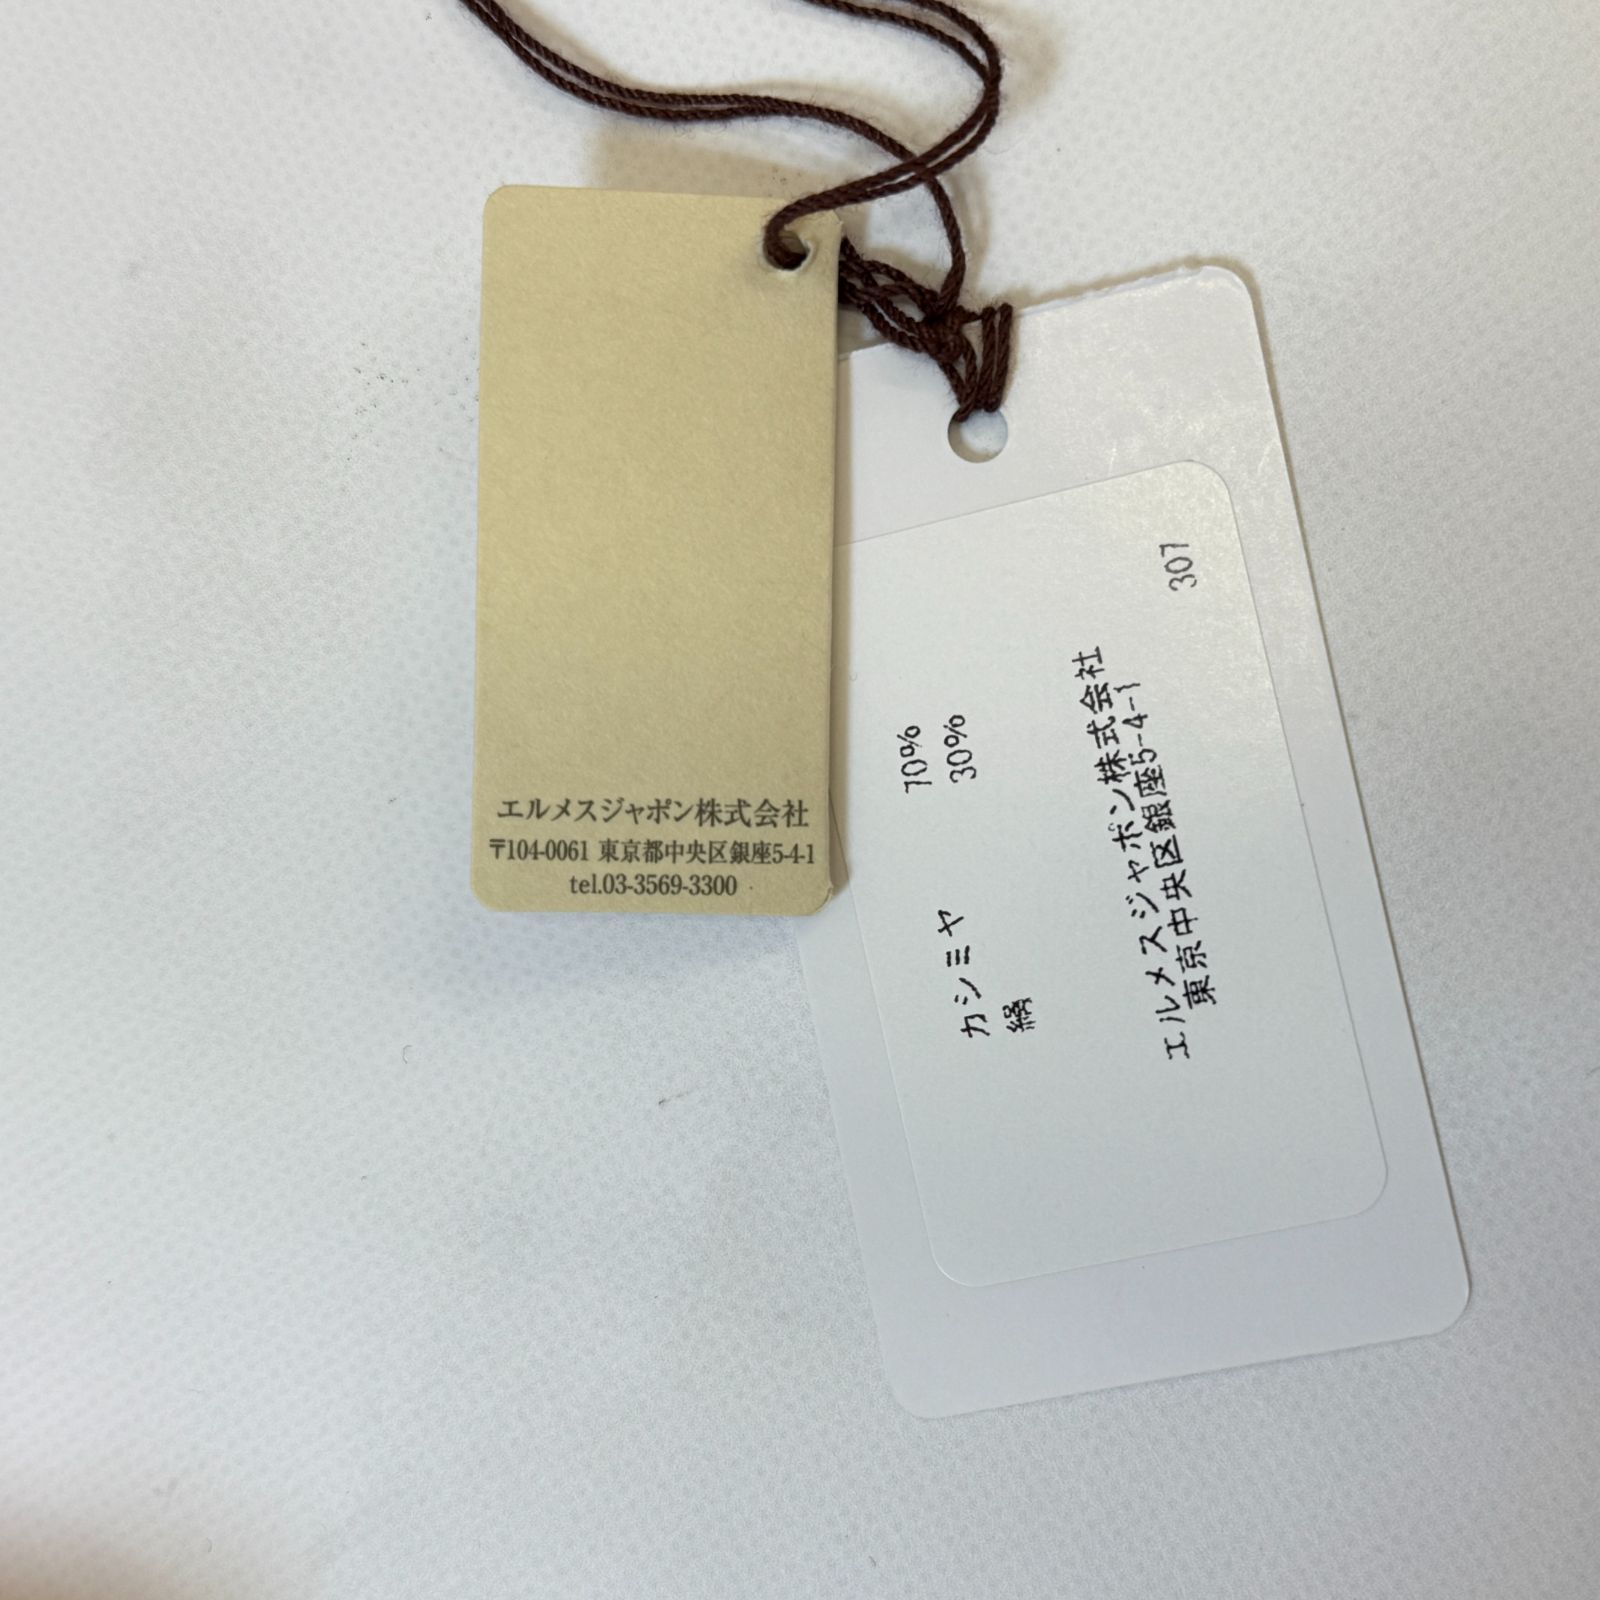 エルメスジャポン株式会社
〒104-0061 東京都中央区銀座5-4-1
tel.03-3569-3300
カシミヤ 70%
絹 30%
エルメスジャポン株式会社
東京中央区銀座5-4-1
307